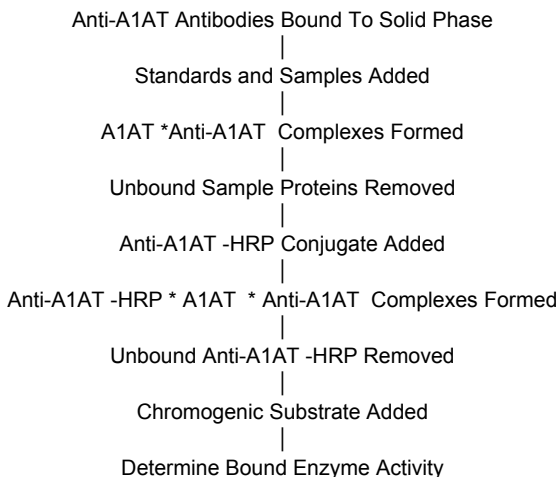 Anti-A1AT Antibodies Bound To Solid Phase
Standards and Samples Added
A1AT *Anti-A1AT Complexes Formed
Unbound Sample Proteins Removed
Anti-A1AT -HRP Conjugate Added
Anti-A1AT -HRP * A1AT * Anti-A1AT Complexes Formed
Unbound Anti-A1AT -HRP Removed
Chromogenic Substrate Added
Determine Bound Enzyme Activity